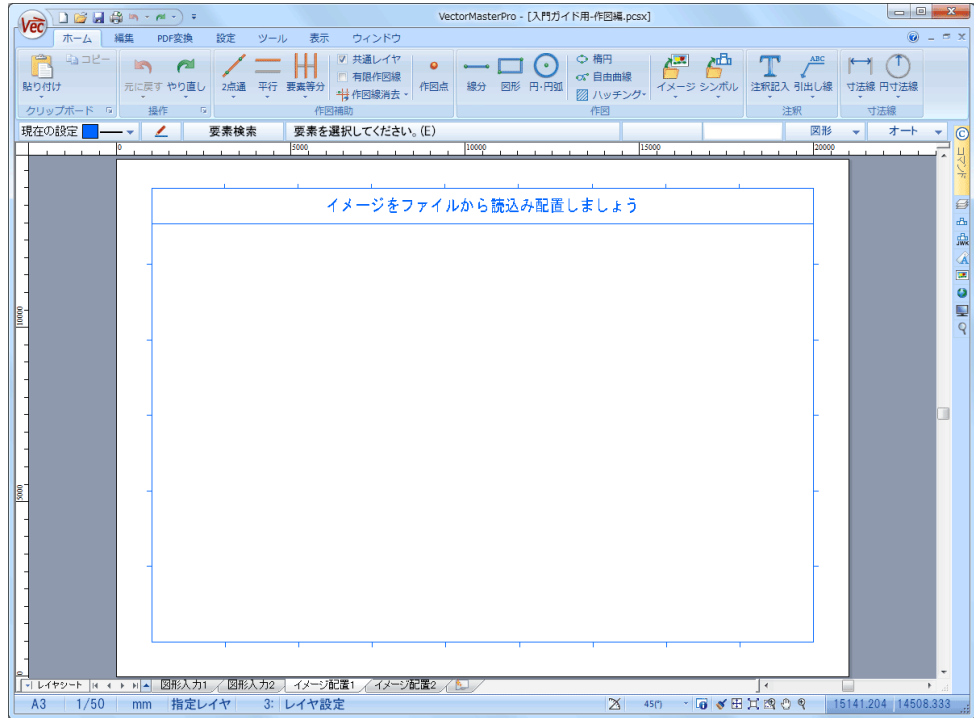 VectorMasterPro - [入門ガイド用-作図編.pcsx]
Vec
ホーム 編集 PDF変換 設定 ツール 表示 ウィンドウ
貼り付け コピー 元に戻す やり直し 2点通 平行 要素等分 共通レイヤ 有限作図線 作図線消去 作図点 線分 図形 円・円弧 楕円 自由曲線 ハッチング イメージ シンボル 注釈記入 ABC 引出し線 寸法線 円寸法線
クリップボード 操作 作図補助 作図 注釈 寸法線
現在の設定 要素検索 要素を選択してください。(E) 図形 オート
コマンド
JWK
0 5000 10000 15000 20000
イメージをファイルから読込み配置しましょう
10000
5000
0
レイヤシート 図形入力1 図形入力2 イメージ配置1 イメージ配置2
A3 1/50 mm 指定レイヤ 3: レイヤ設定 45(°) 15141.204 14508.333